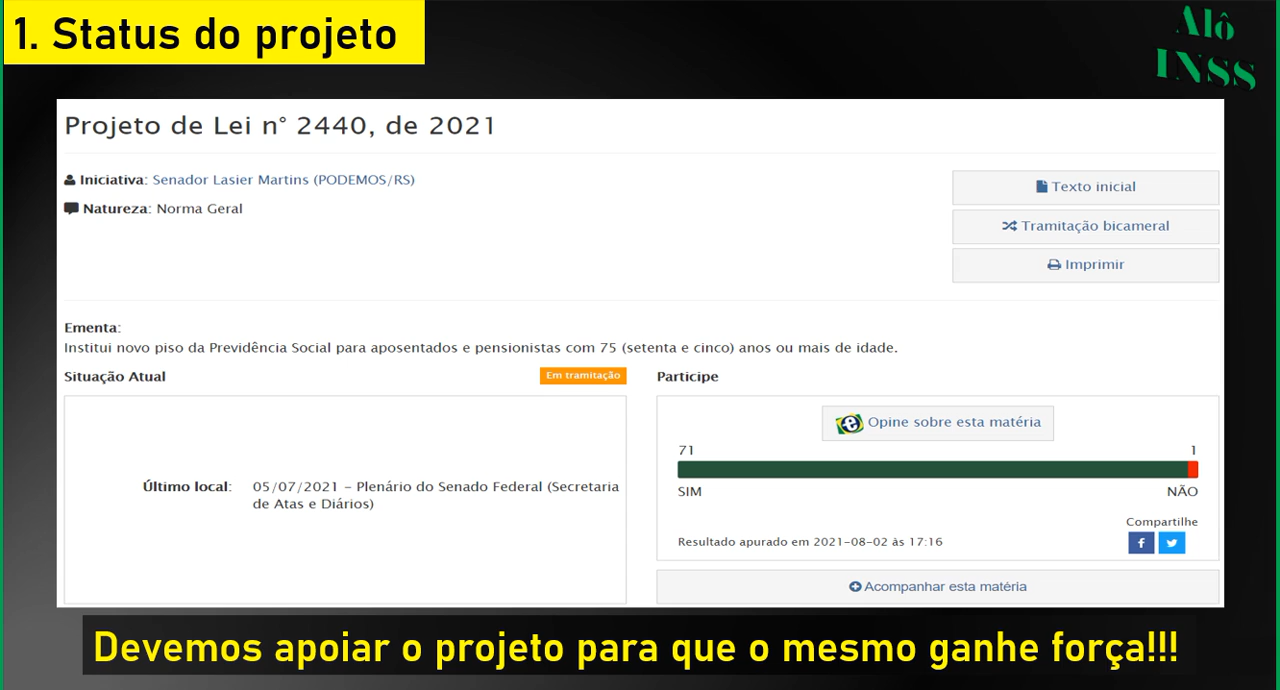 1. Status do projeto
Alô
INSS
Projeto de Lei n° 2440, de 2021
Iniciativa: Senador Lasier Martins (PODEMOS/RS)
Natureza: Norma Geral
Texto inicial
Tramitação bicameral
Imprimir
Ementa:
Institui novo piso da Previdência Social para aposentados e pensionistas com 75 (setenta e cinco) anos ou mais de idade.
Situação Atual
Em tramitação
Último local: 05/07/2021 - Plenário do Senado Federal (Secretaria
de Atas e Diários)
Participe
Opine sobre esta matéria
71 1
SIM NÃO
Compartilhe
Resultado apurado em 2021-08-02 às 17:16
Acompanhar esta matéria
Devemos apoiar o projeto para que o mesmo ganhe força!!!